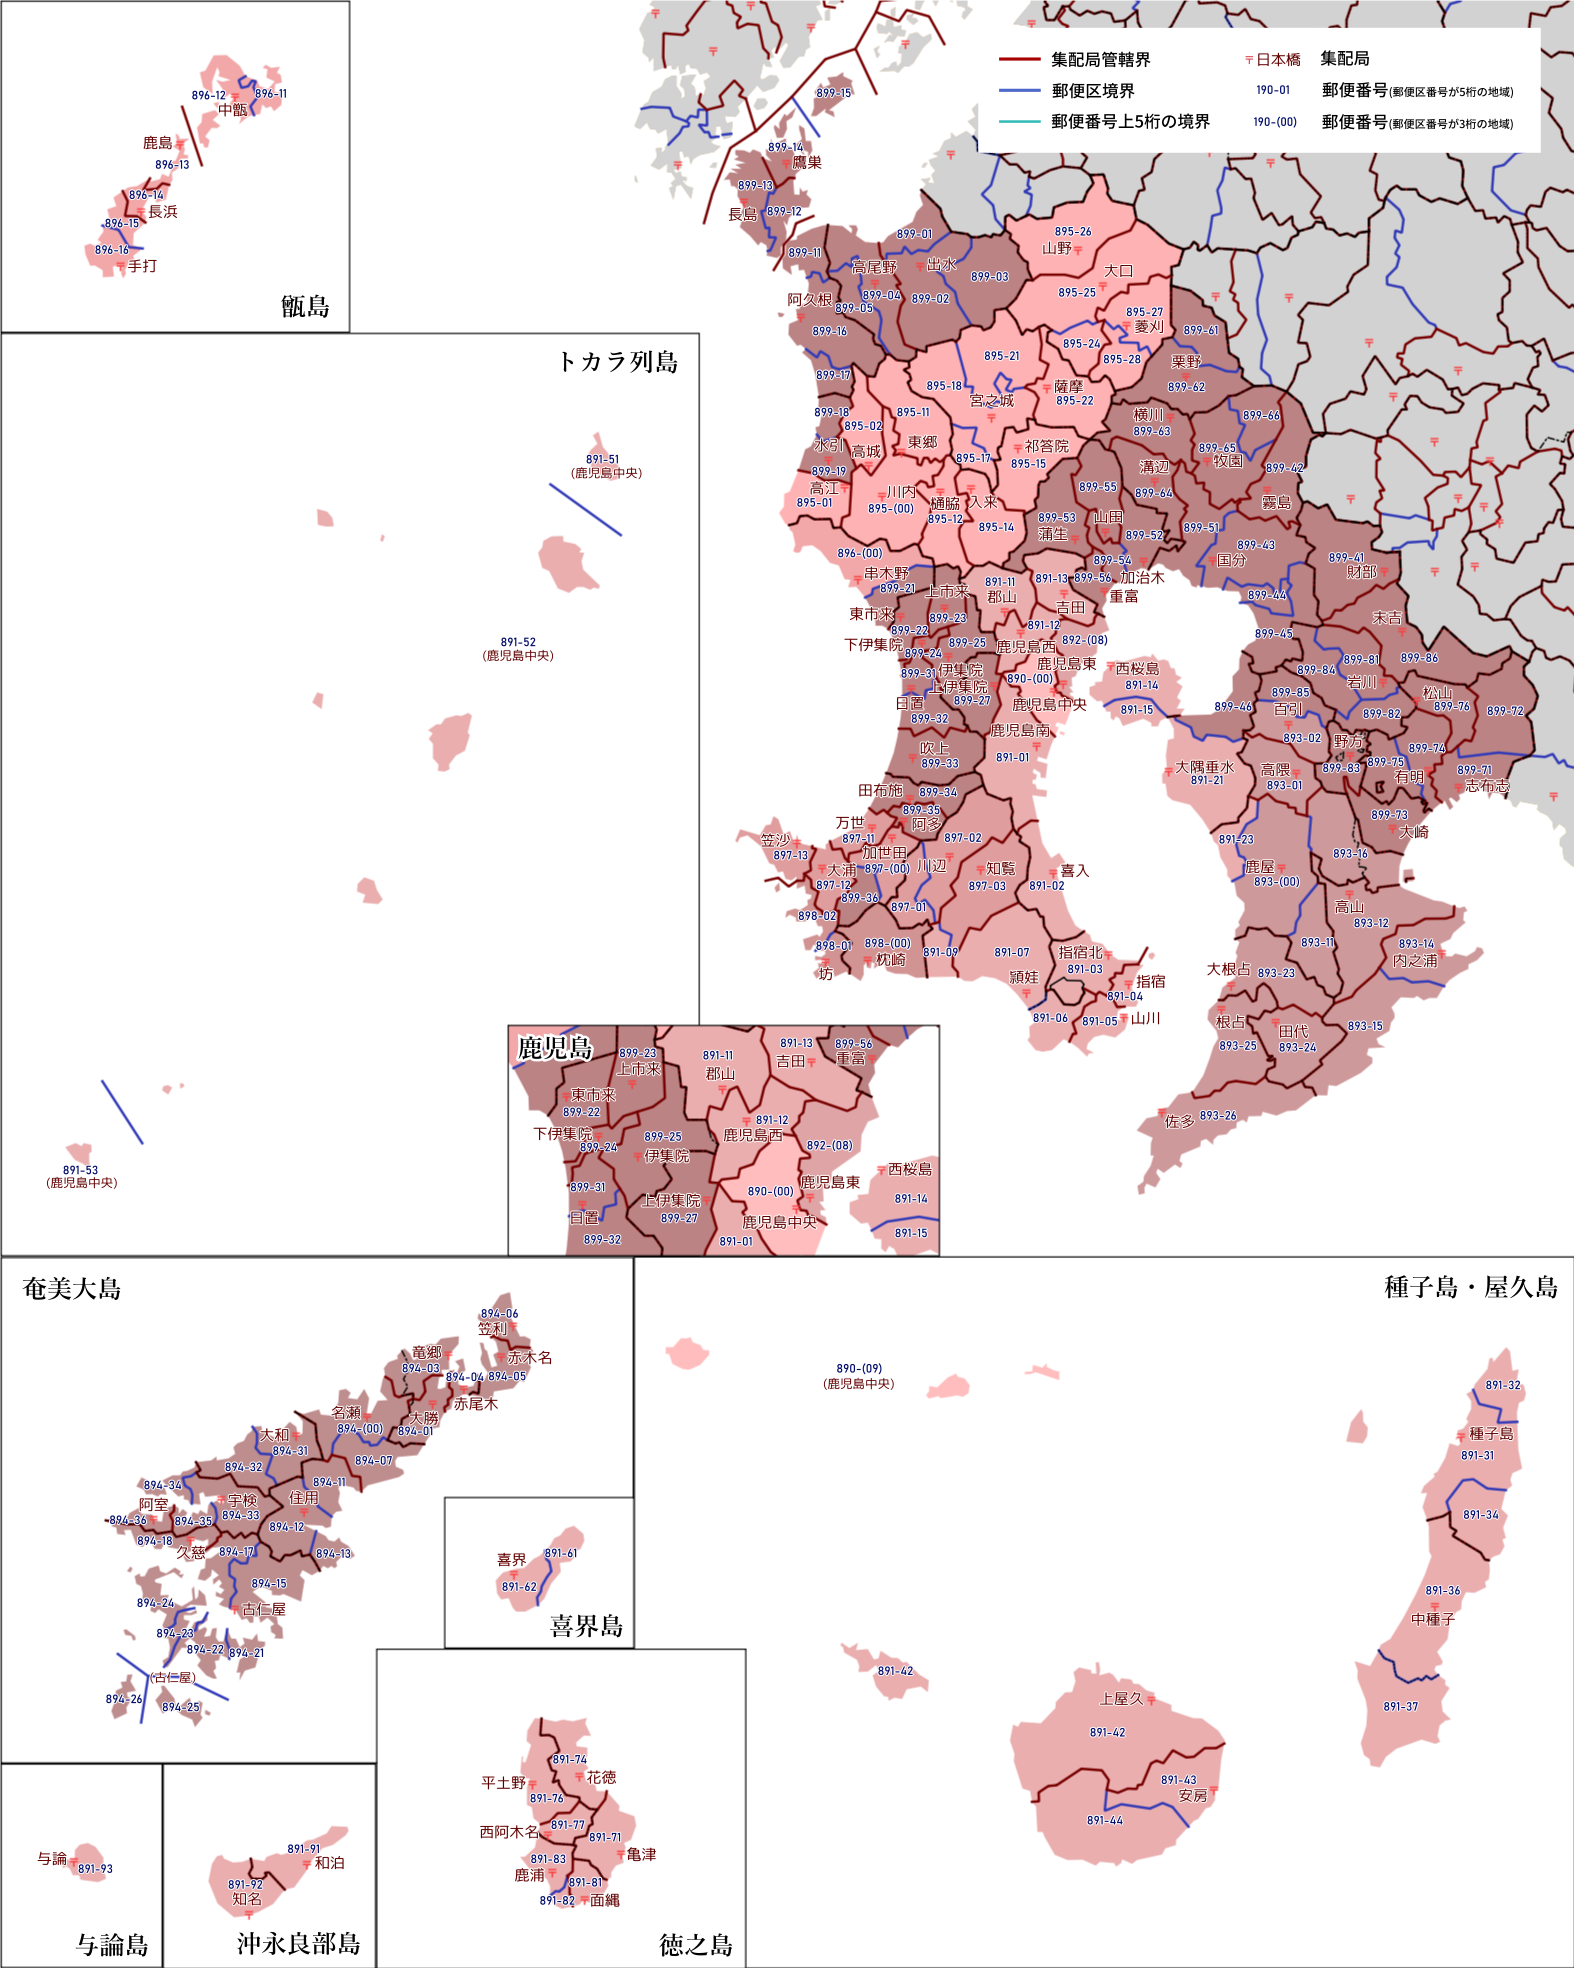 集配局管轄界
日本橋
集配局
郵便区境界
190-01
郵便番号(郵便区番号が5桁の地域)
郵便番号上5桁の境界
190-(00)
郵便番号(郵便区番号が3桁の地域)
896-12
896-11
中甑
鹿島
896-13
896-14
長浜
896-15
896-16
手打
甑島
トカラ列島
891-51
(鹿児島中央)
891-52
(鹿児島中央)
891-53
(鹿児島中央)
899-15
899-14
鷹巣
899-13
長島
899-12
899-11
899-01
高尾野
出水
899-03
899-04
899-02
阿久根
899-05
899-16
899-17
895-26
山野
大口
895-25
895-27
菱刈
895-24
895-28
899-61
栗野
899-62
895-21
895-18
宮之城
薩摩
895-22
899-18
895-02
895-11
水引
高城
東郷
899-19
895-17
祁答院
895-15
横川
899-63
899-66
899-65
牧園
899-42
溝辺
899-64
霧島
高江
895-01
川内
895-(00)
樋脇
895-12
入来
895-14
899-55
899-53
蒲生
山田
899-52
899-51
899-43
国分
896-(00)
串木野
899-21
899-54
899-56
加治木
重富
899-41
財部
899-44
末吉
899-45
上市来
東市来
899-23
899-22
下伊集院
899-24
899-25
891-11
郡山
891-13
吉田
891-12
892-(08)
鹿児島西
鹿児島東
伊集院
899-31
上伊集院
890-(00)
日置
899-27
鹿児島中央
899-32
西桜島
891-14
891-15
鹿児島南
891-01
吹上
899-33
899-46
899-84
899-81
899-86
岩川
899-85
百引
899-82
松山
899-76
899-72
893-02
野方
899-83
899-75
899-74
有明
899-71
志布志
大隅垂水
891-21
高隈
893-01
899-73
大崎
田布施
899-34
899-35
阿多
万世
897-11
笠沙
897-13
加世田
897-(00)
大浦
897-12
899-36
川辺
897-02
知覧
897-03
喜入
891-02
897-01
898-02
898-01
坊
898-(00)
枕崎
891-09
891-07
頴娃
指宿北
891-03
指宿
891-04
891-06
891-05
山川
891-23
鹿屋
893-(00)
893-16
高山
893-12
893-11
893-14
内之浦
大根占
893-23
根占
893-25
田代
893-24
893-15
佐多
893-26
鹿児島
899-23
上市来
891-11
郡山
891-13
吉田
899-56
重富
東市来
899-22
下伊集院
899-24
899-25
伊集院
891-12
鹿児島西
892-(08)
899-31
日置
上伊集院
899-27
890-(00)
鹿児島東
鹿児島中央
899-32
891-01
西桜島
891-14
891-15
奄美大島
894-06
笠利
竜郷
894-03
赤木名
894-04
894-05
赤尾木
名瀬
894-(00)
大勝
894-01
大和
894-31
894-07
894-32
894-34
894-11
阿室
宇検
住用
894-36
894-35
894-33
894-12
894-18
久慈
894-17
894-13
894-15
894-24
古仁屋
894-23
894-22
894-21
(古仁屋)
894-26
894-25
喜界
891-61
891-62
喜界島
種子島・屋久島
890-(09)
(鹿児島中央)
891-32
種子島
891-31
891-34
891-36
中種子
891-37
891-42
上屋久
891-42
891-43
安房
891-44
与論
891-93
与論島
891-91
和泊
891-92
知名
沖永良部島
891-74
平土野
花徳
891-76
西阿木名
891-77
891-71
891-83
亀津
鹿浦
891-81
891-82
面縄
徳之島